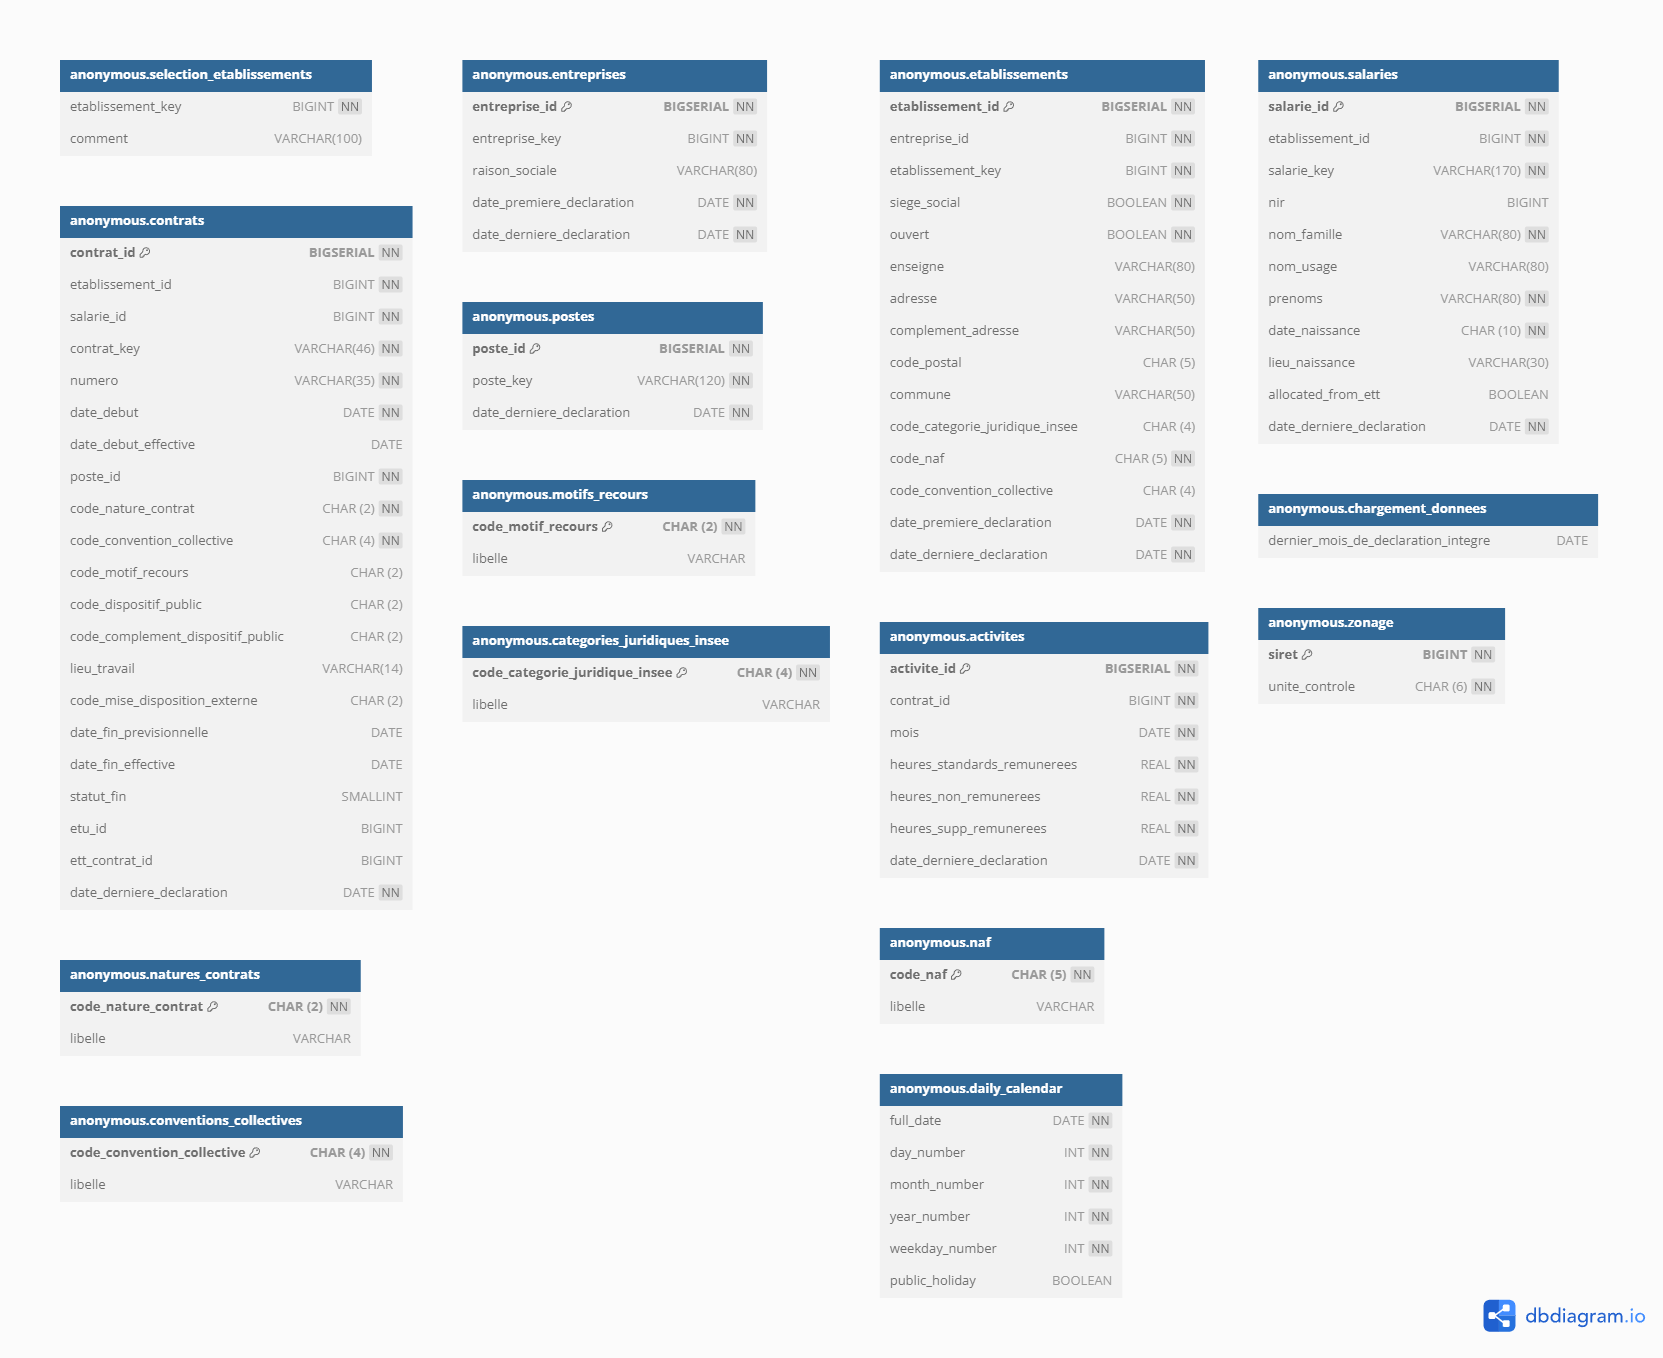 anonymous.selection_etablissements
etablissement_key BIGINT NN
comment VARCHAR(100)
anonymous.contrats
contrat_id BIGSERIAL NN
etablissement_id BIGINT NN
salarie_id BIGINT NN
contrat_key VARCHAR(46) NN
numero VARCHAR(35) NN
date_debut DATE NN
date_debut_effective DATE
poste_id BIGINT NN
code_nature_contrat CHAR (2) NN
code_convention_collective CHAR (4) NN
code_motif_recours CHAR (2)
code_dispositif_public CHAR (2)
code_complement_dispositif_public CHAR (2)
lieu_travail VARCHAR(14)
code_mise_disposition_externe CHAR (2)
date_fin_previsionnelle DATE
date_fin_effective DATE
statut_fin SMALLINT
etu_id BIGINT
ett_contrat_id BIGINT
date_derniere_declaration DATE NN
anonymous.natures_contrats
code_nature_contrat CHAR (2) NN
libelle VARCHAR
anonymous.conventions_collectives
code_convention_collective CHAR (4) NN
libelle VARCHAR
anonymous.entreprises
entreprise_id BIGSERIAL NN
entreprise_key BIGINT NN
raison_sociale VARCHAR(80)
date_premiere_declaration DATE NN
date_derniere_declaration DATE NN
anonymous.postes
poste_id BIGSERIAL NN
poste_key VARCHAR(120) NN
date_derniere_declaration DATE NN
anonymous.motifs_recours
code_motif_recours CHAR (2) NN
libelle VARCHAR
anonymous.categories_juridiques_insee
code_categorie_juridique_insee CHAR (4) NN
libelle VARCHAR
anonymous.etablissements
etablissement_id BIGSERIAL NN
entreprise_id BIGINT NN
etablissement_key BIGINT NN
siege_social BOOLEAN NN
ouvert BOOLEAN NN
enseigne VARCHAR(80)
adresse VARCHAR(50)
complement_adresse VARCHAR(50)
code_postal CHAR (5)
commune VARCHAR(50)
code_categorie_juridique_insee CHAR (4)
code_naf CHAR (5) NN
code_convention_collective CHAR (4)
date_premiere_declaration DATE NN
date_derniere_declaration DATE NN
anonymous.activites
activite_id BIGSERIAL NN
contrat_id BIGINT NN
mois DATE NN
heures_standards_remunerees REAL NN
heures_non_remunerees REAL NN
heures_supp_remunerees REAL NN
date_derniere_declaration DATE NN
anonymous.naf
code_naf CHAR (5) NN
libelle VARCHAR
anonymous.daily_calendar
full_date DATE NN
day_number INT NN
month_number INT NN
year_number INT NN
weekday_number INT NN
public_holiday BOOLEAN
anonymous.salaries
salarie_id BIGSERIAL NN
etablissement_id BIGINT NN
salarie_key VARCHAR(170) NN
nir BIGINT
nom_famille VARCHAR(80) NN
nom_usage VARCHAR(80)
prenoms VARCHAR(80) NN
date_naissance CHAR (10) NN
lieu_naissance VARCHAR(30)
allocated_from_ett BOOLEAN
date_derniere_declaration DATE NN
anonymous.chargement_donnees
dernier_mois_de_declaration_integre DATE
anonymous.zonage
siret BIGINT NN
unite_controle CHAR (6) NN
dbdiagram.io